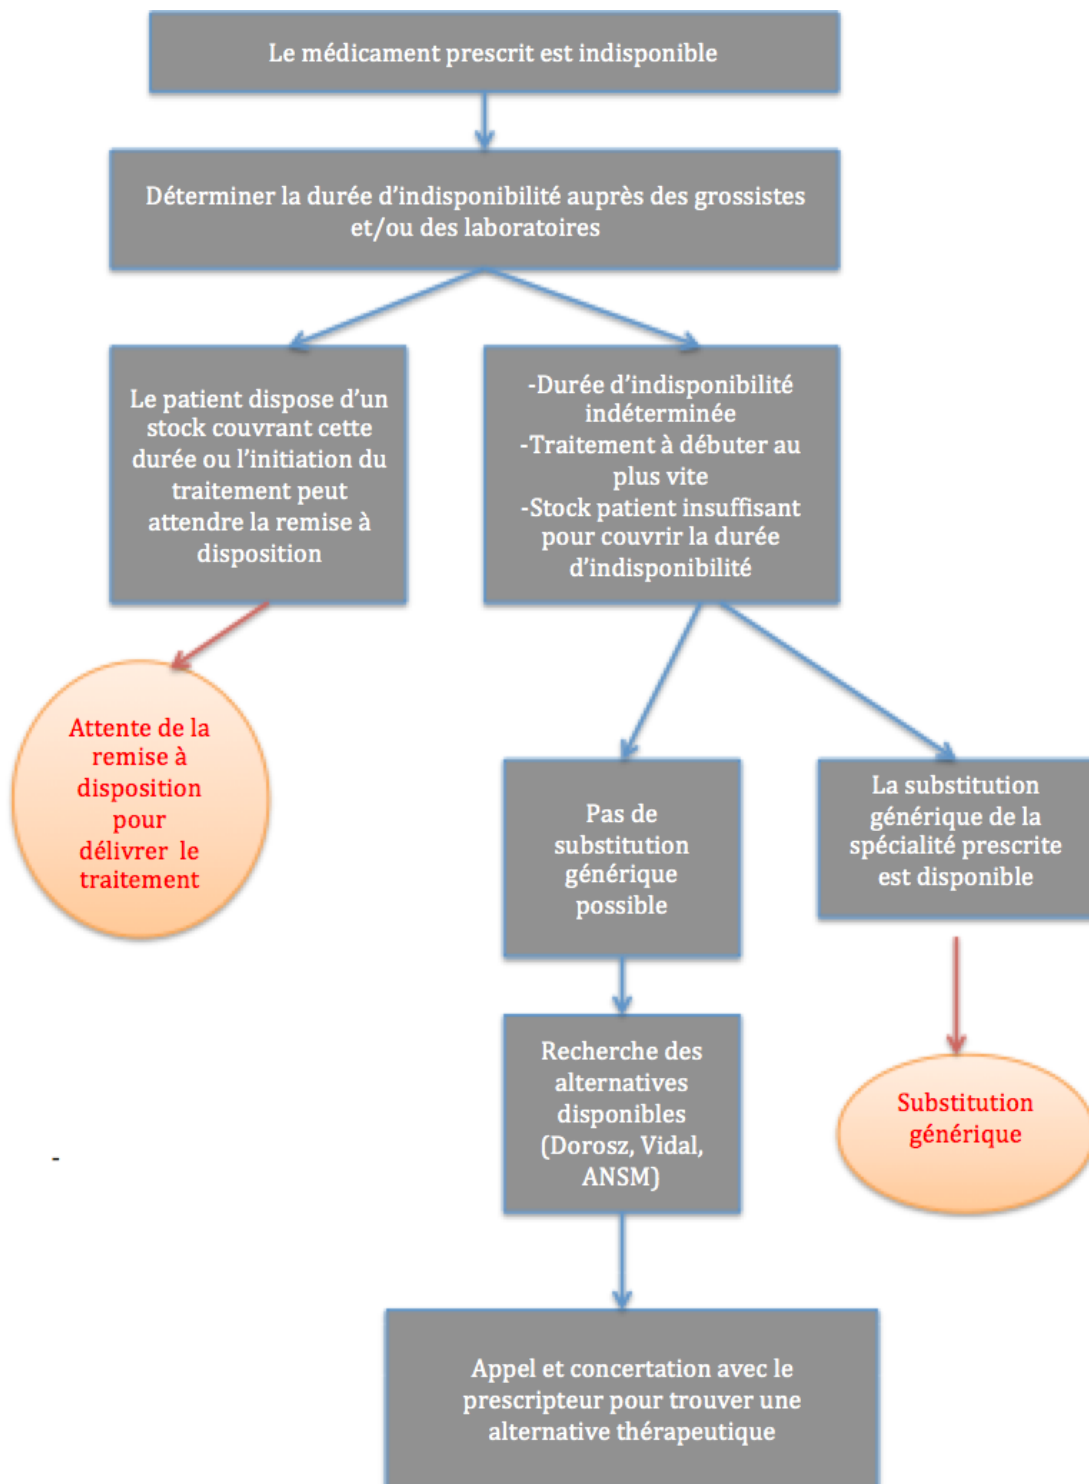 Le médicament prescrit est indisponible
Déterminer la durée d'indisponibilité auprès des grossistes
et/ou des laboratoires
Le patient dispose d'un
stock couvrant cette
durée ou l'initiation du
traitement peut
attendre la remise à
disposition
-Durée d'indisponibilité
indéterminée
-Traitement à débuter au
plus vite
-Stock patient insuffisant
pour couvrir la durée
d'indisponibilité
Attente de la
remise à
disposition
pour
délivrer le
traitement
Pas de
substitution
générique
possible
La substitution
générique de la
spécialité prescrite
est disponible
Recherche des
alternatives
disponibles
(Dorosz, Vidal,
ANSM)
Substitution
générique
-
Appel et concertation avec le
prescripteur pour trouver une
alternative thérapeutique